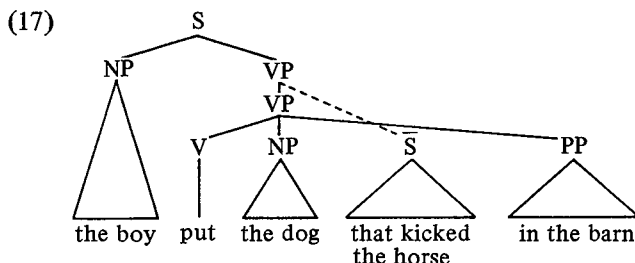 (17)
S
NP VP
VP
V NP S̅ PP
the boy put the dog that kicked in the barn
the horse